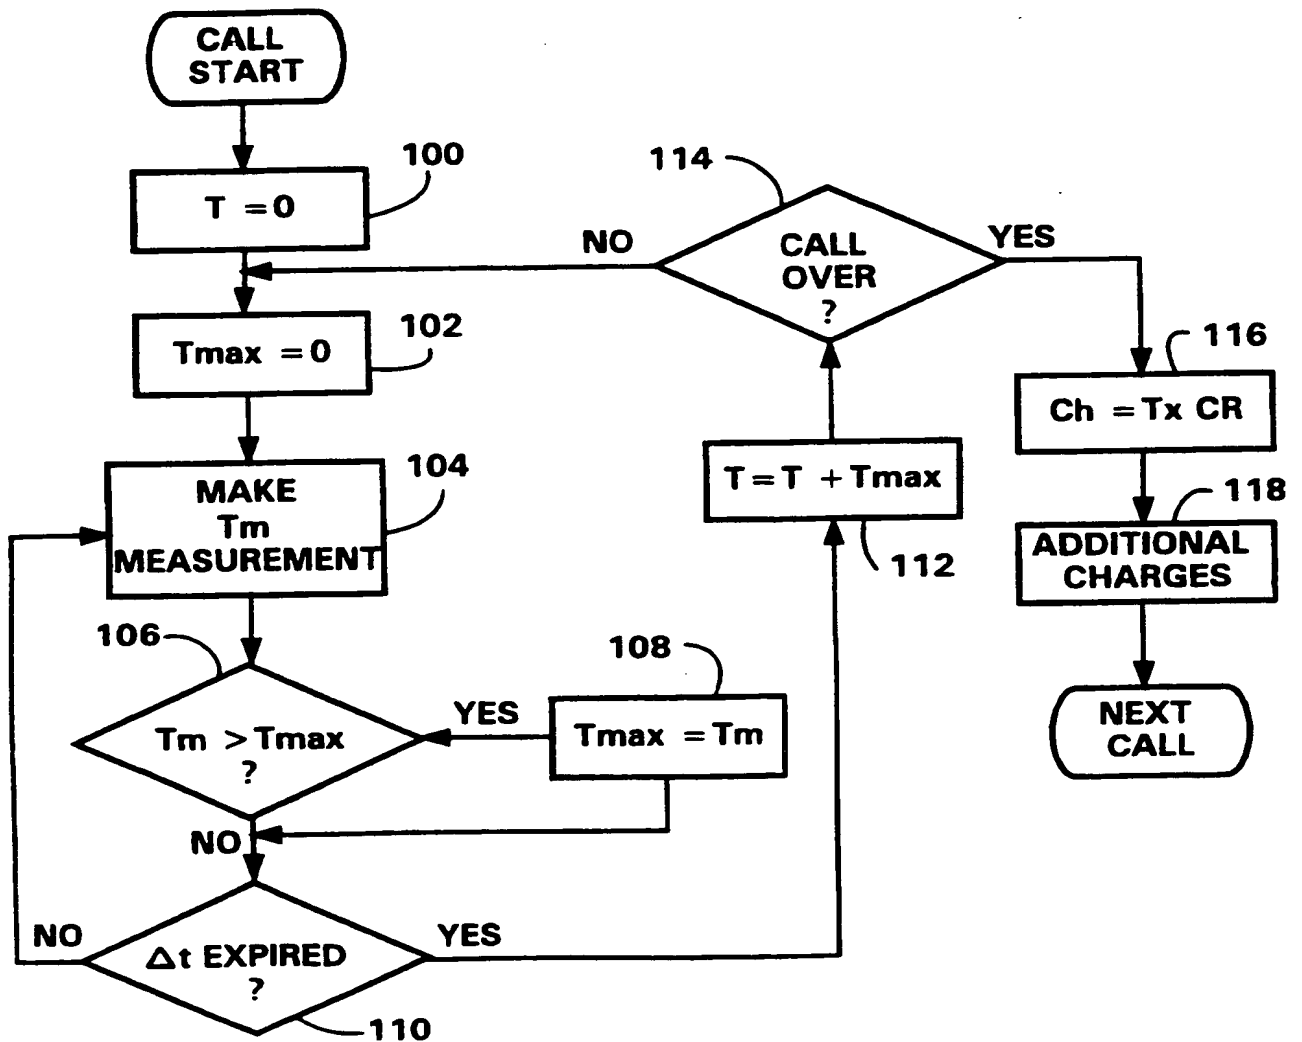 CALL
START
100
T = 0
114
NO
CALL
OVER
?
YES
102
Tmax = 0
116
Ch = Tx CR
104
MAKE
Tm
MEASUREMENT
T = T + Tmax
112
118
ADDITIONAL
CHARGES
106
Tm > Tmax
?
YES
108
Tmax = Tm
NEXT
CALL
NO
NO
Δt EXPIRED
?
YES
110